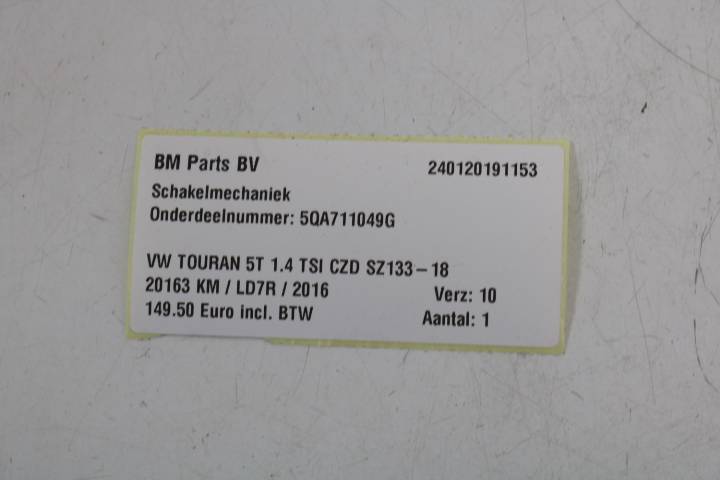 BM Parts BV 240120191153
Schakelmechaniek
Onderdeelnummer: 5QA711049G
VW TOURAN 5T 1.4 TSI CZD SZ133-18
20163 KM / LD7R / 2016 Verz: 10
149.50 Euro incl. BTW Aantal: 1